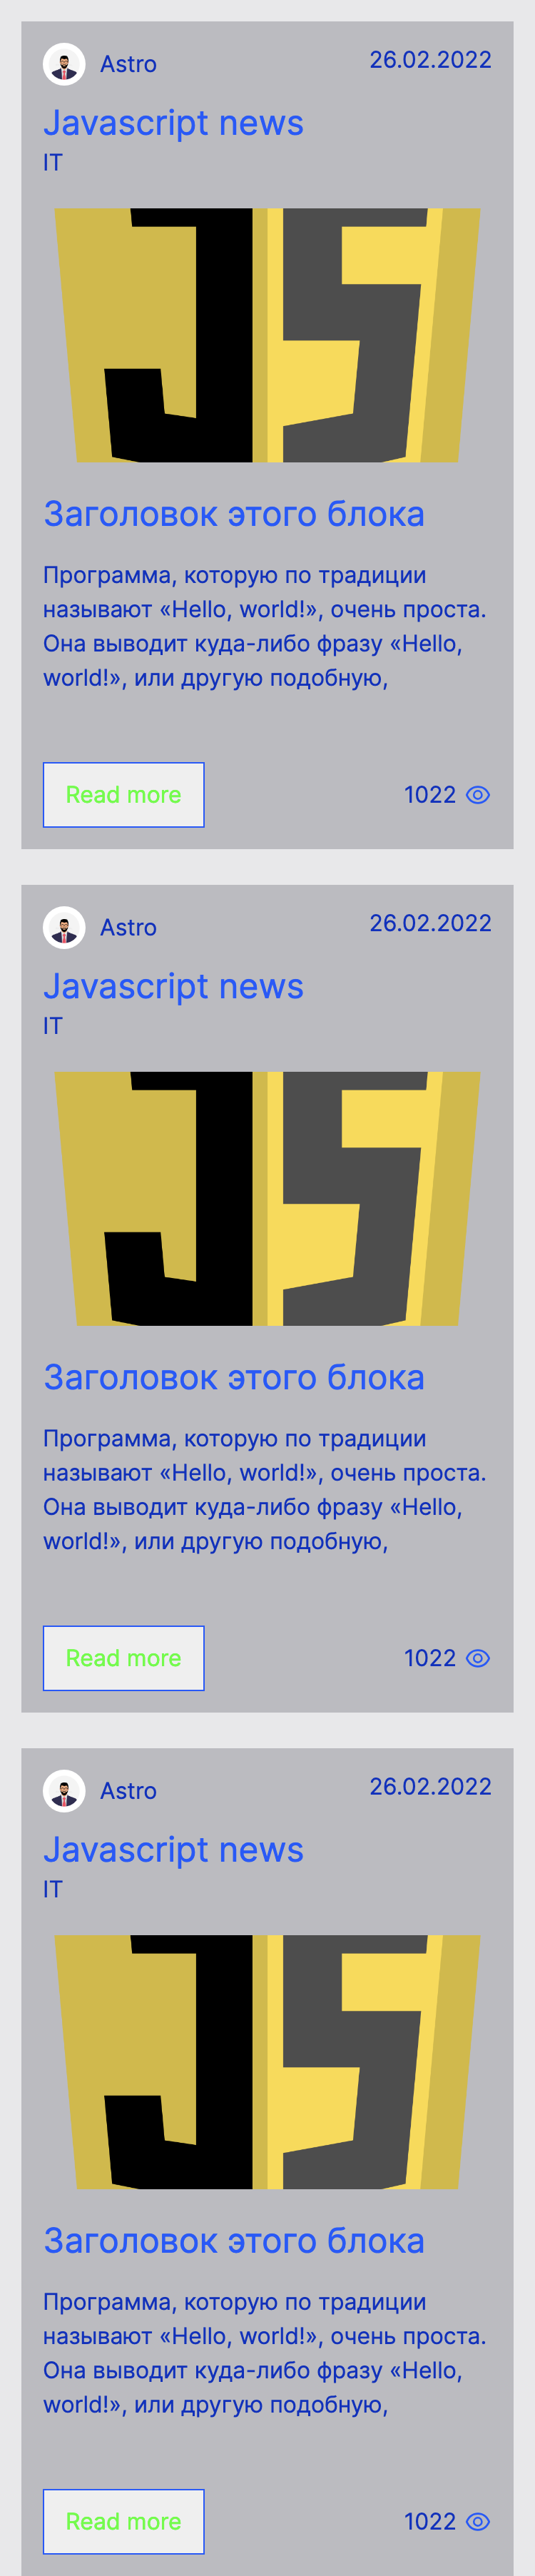 Astro 26.02.2022
Javascript news
IT
JS
Заголовок этого блока
Программа, которую по традиции
называют «Hello, world!», очень проста.
Она выводит куда-либо фразу «Hello,
world!», или другую подобную,
Read more 1022
Astro 26.02.2022
Javascript news
IT
JS
Заголовок этого блока
Программа, которую по традиции
называют «Hello, world!», очень проста.
Она выводит куда-либо фразу «Hello,
world!», или другую подобную,
Read more 1022
Astro 26.02.2022
Javascript news
IT
JS
Заголовок этого блока
Программа, которую по традиции
называют «Hello, world!», очень проста.
Она выводит куда-либо фразу «Hello,
world!», или другую подобную,
Read more 1022